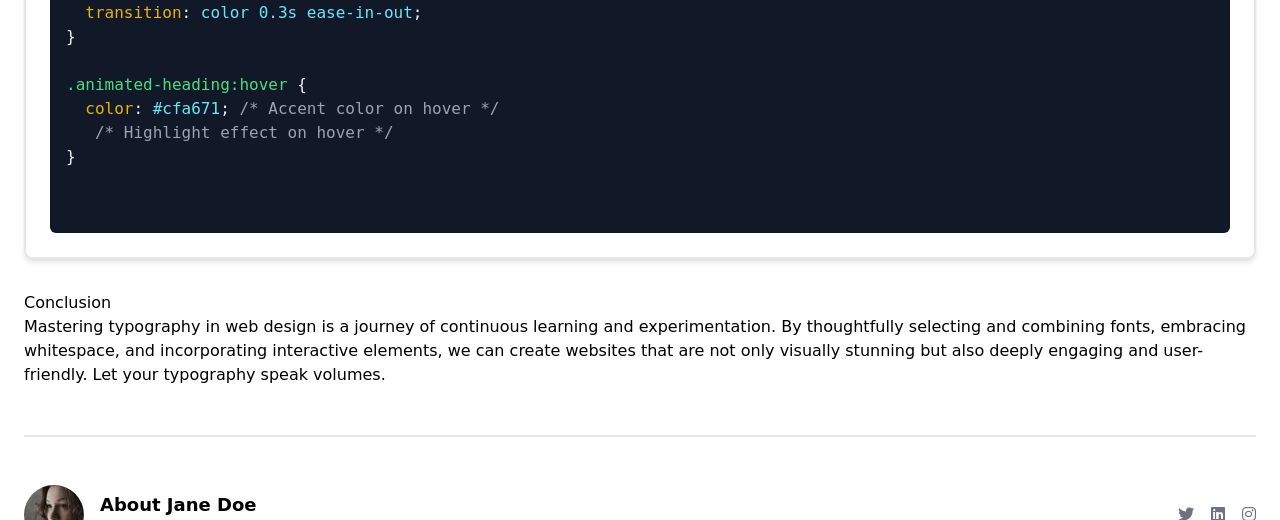 transition: color 0.3s ease-in-out;
}
.animated-heading:hover {
color: #cfa671; /* Accent color on hover */
/* Highlight effect on hover */
}
Conclusion
Mastering typography in web design is a journey of continuous learning and experimentation. By thoughtfully selecting and combining fonts, embracing
whitespace, and incorporating interactive elements, we can create websites that are not only visually stunning but also deeply engaging and user-
friendly. Let your typography speak volumes.
About Jane Doe